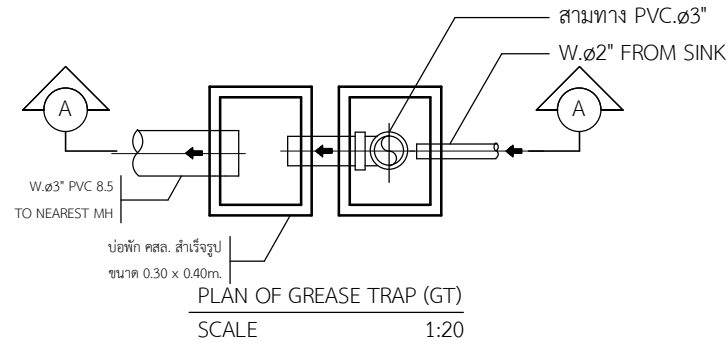 สามทาง PVC.ø3"
W.ø2" FROM SINK
A
A
W.ø3" PVC 8.5
TO NEAREST MH
บ่อพัก คสล. สำเร็จรูป
ขนาด 0.30 x 0.40m.
PLAN OF GREASE TRAP (GT)
SCALE 1:20